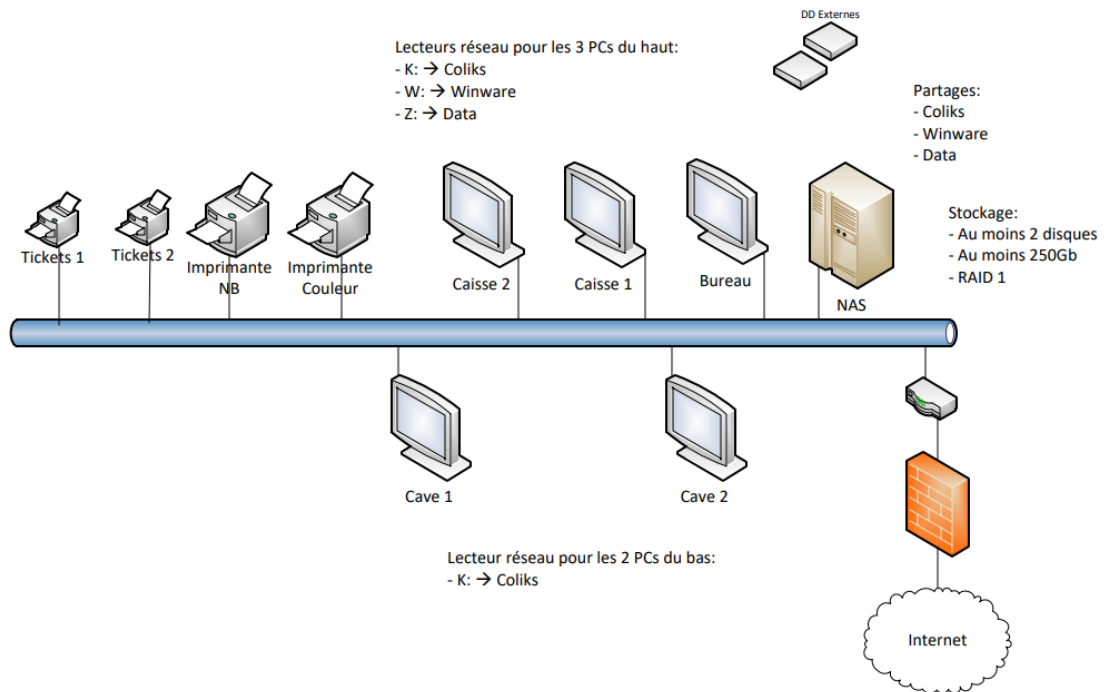 DD Externes
Lecteurs réseau pour les 3 PCs du haut:
- K: → Coliks
- W: → Winware
- Z: → Data
Partages:
- Coliks
- Winware
- Data
Stockage:
- Au moins 2 disques
- Au moins 250Gb
- RAID 1
Tickets 1
Tickets 2
Imprimante
NB
Imprimante
Couleur
Caisse 2
Caisse 1
Bureau
NAS
Cave 1
Cave 2
Lecteur réseau pour les 2 PCs du bas:
- K: → Coliks
Internet